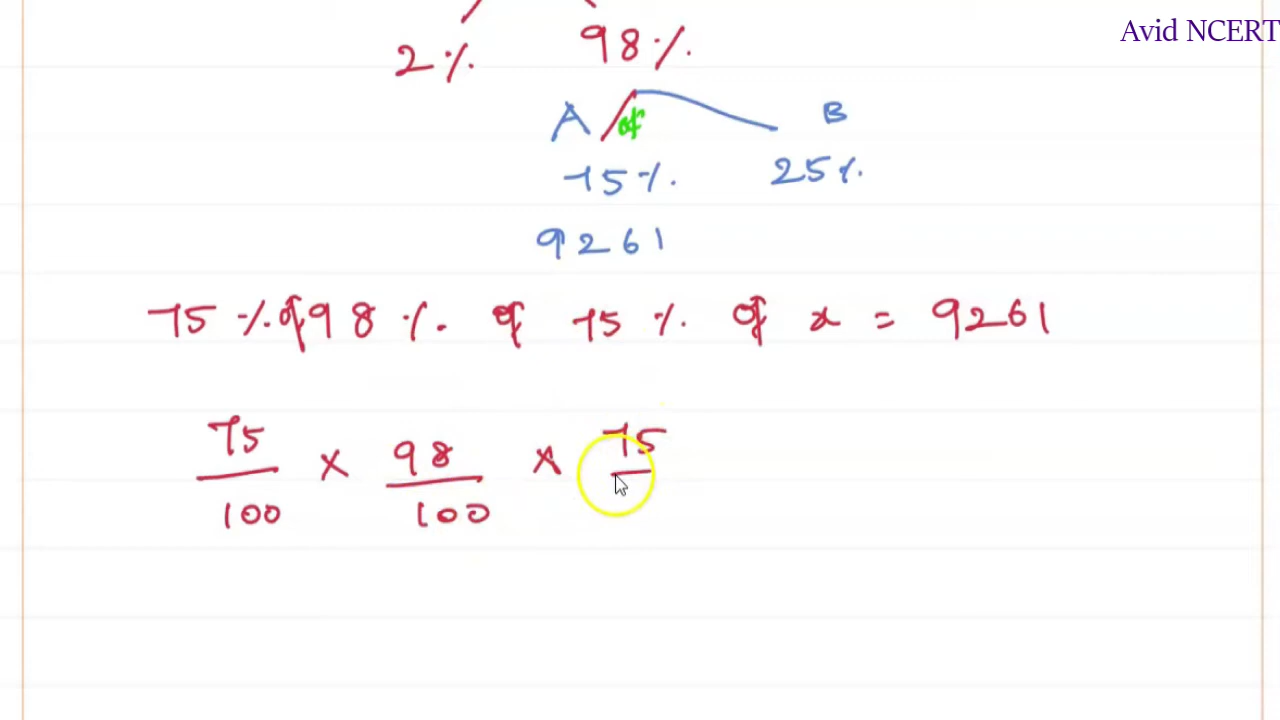 Avid NCERT
2% 98%
A of B
75% 25%
9261
75% of 98% of 75% of x = 9261
75 98 75
× ×
100 100